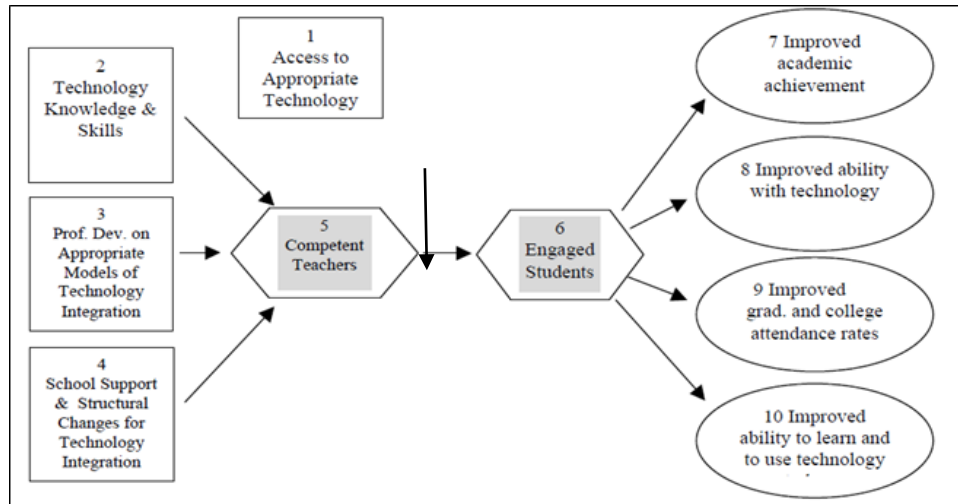 1
Access to
Appropriate
Technology
2
Technology
Knowledge &
Skills
3
Prof. Dev. on
Appropriate
Models of
Technology
Integration
4
School Support
& Structural
Changes for
Technology
Integration
5
Competent
Teachers
6
Engaged
Students
7 Improved
academic
achievement
8 Improved ability
with technology
9 Improved
grad. and college
attendance rates
10 Improved
ability to learn and
to use technology